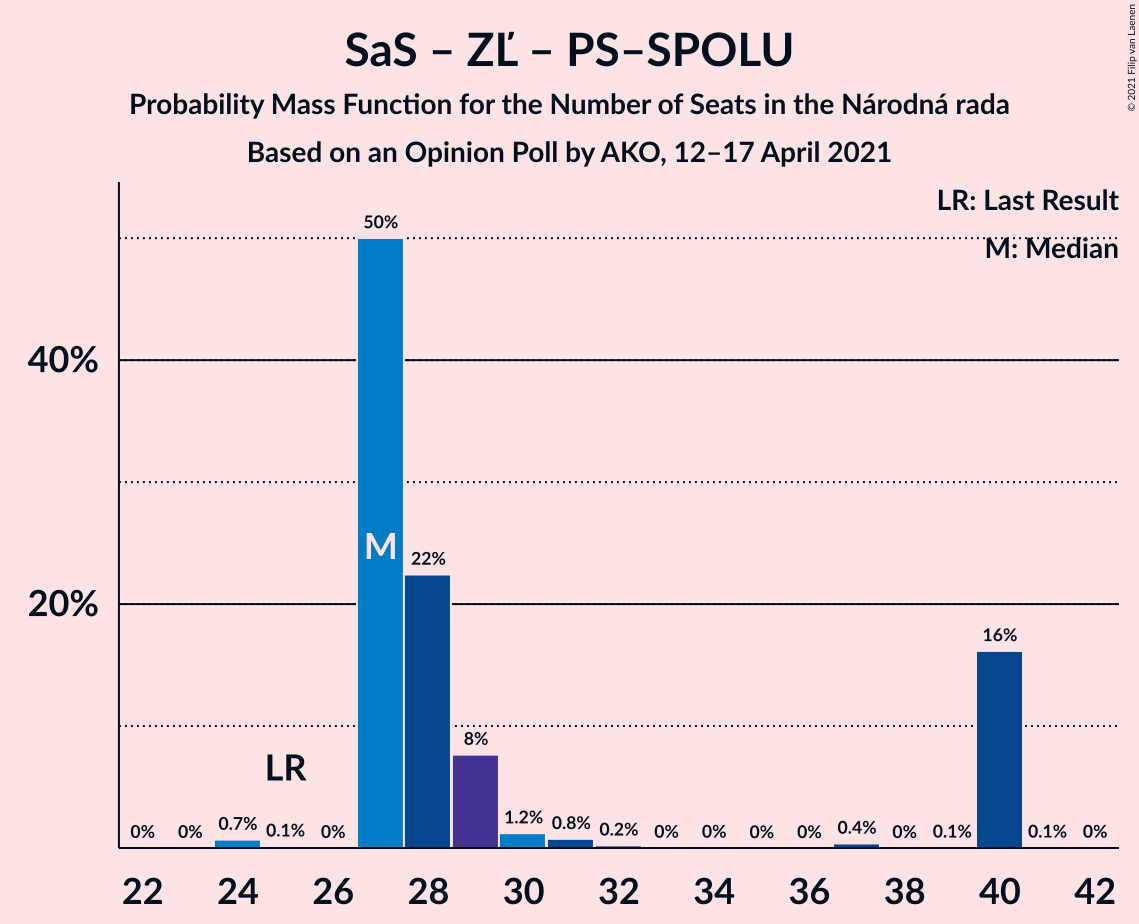 SaS – ZĽ – PS–SPOLU
Probability Mass Function for the Number of Seats in the Národná rada
Based on an Opinion Poll by AKO, 12–17 April 2021
© 2021 Filip van Laenen
LR: Last Result
M: Median
40%
20%
0% 0% 0.7% 0.1% 0% 50% 22% 8% 1.2% 0.8% 0.2% 0% 0% 0% 0% 0.4% 0% 0.1% 16% 0.1% 0%
LR
M
22 24 26 28 30 32 34 36 38 40 42